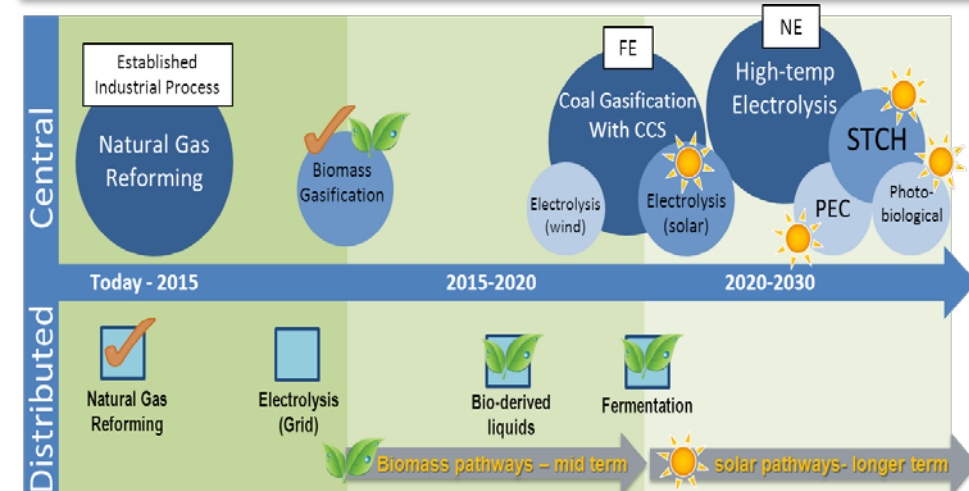 Central
Established
Industrial Process
Natural Gas
Reforming
Biomass
Gasification
FE
Coal Gasification
With CCS
Electrolysis
(wind)
Electrolysis
(solar)
NE
High-temp
Electrolysis
STCH
PEC
Photo-
biological
Today - 2015
2015-2020
2020-2030
Distributed
Natural Gas
Reforming
Electrolysis
(Grid)
Bio-derived
liquids
Fermentation
Biomass pathways – mid term
solar pathways- longer term